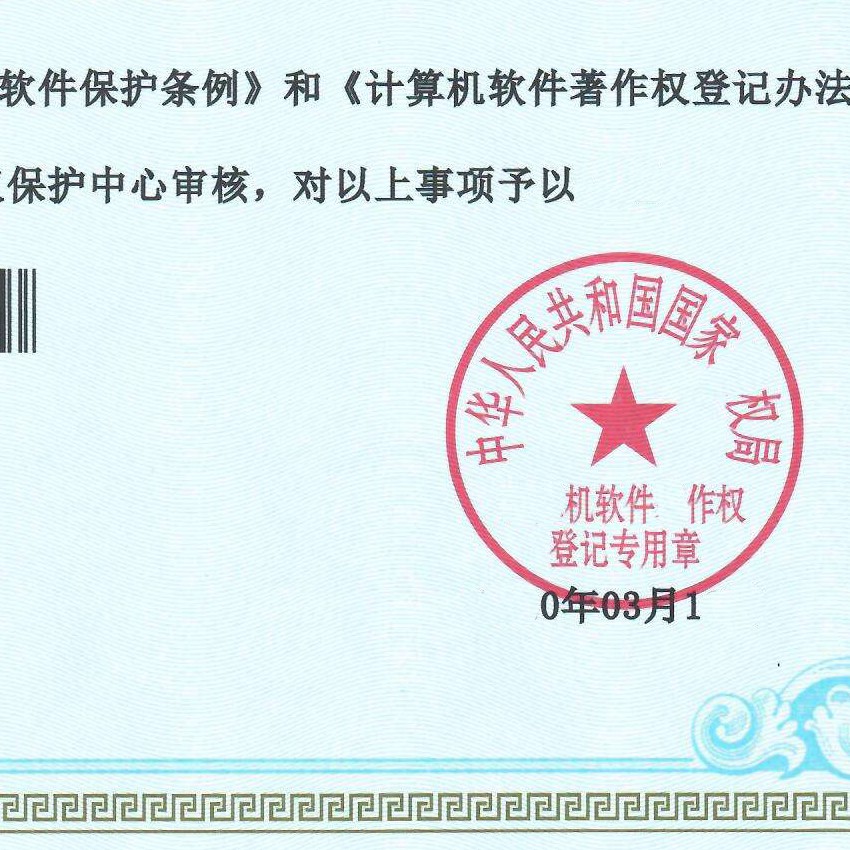 软件保护条例》和《计算机软件著作权登记办法
保护中心审核，对以上事项予以
中华人民共和国国家 权局
机软件 作权
登记专用章
0年03月1